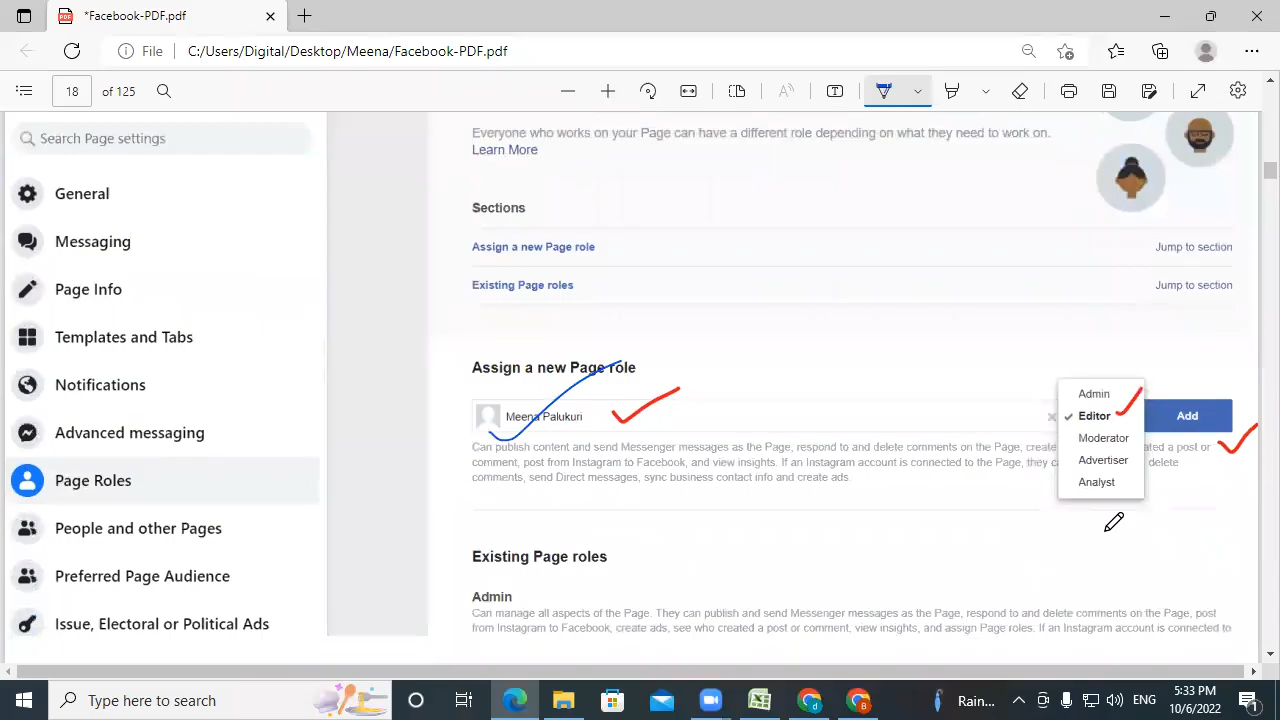 *Facebook-PDF.pdf
File
C:/Users/Digital/Desktop/Meena/Facebook-PDF.pdf
18 of 125
Search Page settings
General
Messaging
Page Info
Templates and Tabs
Notifications
Advanced messaging
Page Roles
People and other Pages
Preferred Page Audience
Issue, Electoral or Political Ads
Everyone who works on your Page can have a different role depending on what they need to work on.
Learn More
Sections
Assign a new Page role Jump to section
Existing Page roles Jump to section
Assign a new Page role
Meena Palukuri
Admin
Editor
Moderator
Advertiser
Analyst
Add
Can publish content and send Messenger messages as the Page, respond to and delete comments on the Page, create ated a post or
comment, post from Instagram to Facebook, and view insights. If an Instagram account is connected to the Page, they ca delete
comments, send Direct messages, sync business contact info and create ads.
Existing Page roles
Admin
Can manage all aspects of the Page. They can publish and send Messenger messages as the Page, respond to and delete comments on the Page, post
from Instagram to Facebook, create ads, see who created a post or comment, view insights, and assign Page roles. If an Instagram account is connected to
Type here to search
Rain...
ENG
5:33 PM
10/6/2022